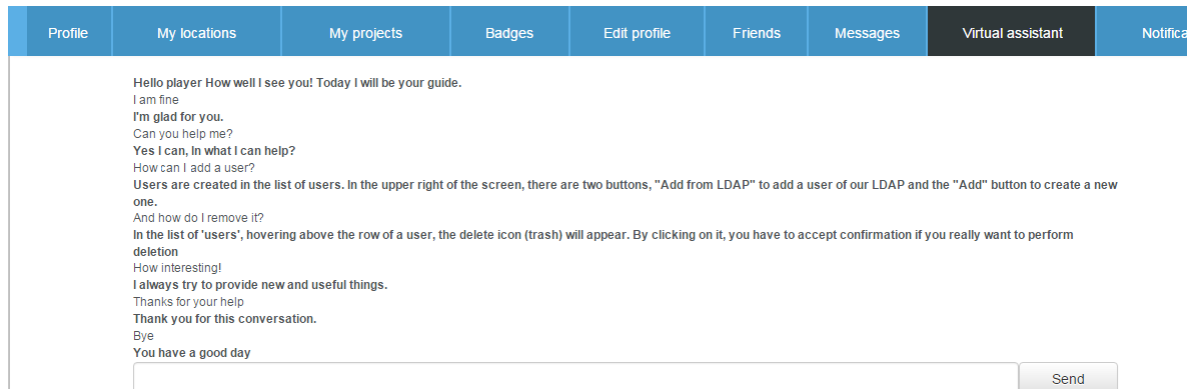 Profile My locations My projects Badges Edit profile Friends Messages Virtual assistant Notifica
Hello player How well I see you! Today I will be your guide.
I am fine
I'm glad for you.
Can you help me?
Yes I can, In what I can help?
How can I add a user?
Users are created in the list of users. In the upper right of the screen, there are two buttons, "Add from LDAP" to add a user of our LDAP and the "Add" button to create a new
one.
And how do I remove it?
In the list of 'users', hovering above the row of a user, the delete icon (trash) will appear. By clicking on it, you have to accept confirmation if you really want to perform
deletion
How interesting!
I always try to provide new and useful things.
Thanks for your help
Thank you for this conversation.
Bye
You have a good day
Send